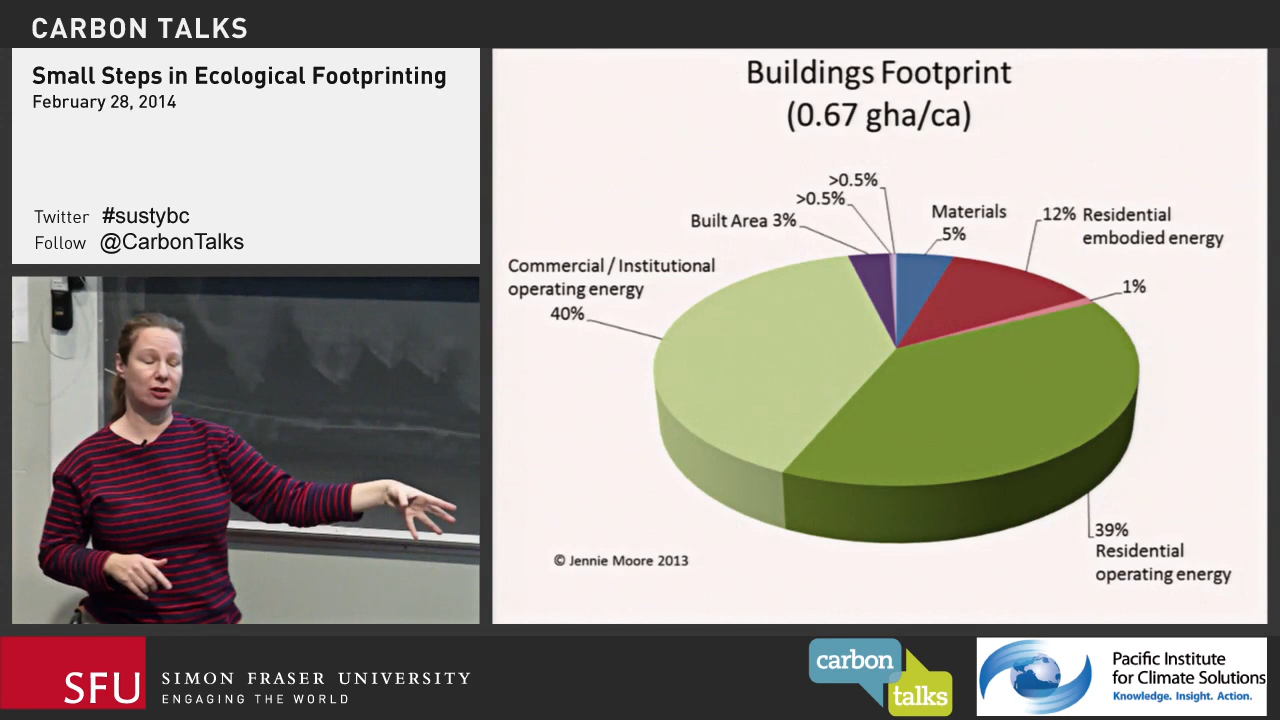 CARBON TALKS
Small Steps in Ecological Footprinting
February 28, 2014
Twitter #sustybc
Follow @CarbonTalks
Buildings Footprint
(0.67 gha/ca)
>0.5%
>0.5%
Built Area 3%
Materials
5%
12% Residential
embodied energy
1%
Commercial / Institutional
operating energy
40%
39%
Residential
operating energy
© Jennie Moore 2013
SFU
SIMON FRASER UNIVERSITY
ENGAGING THE WORLD
carbon
talks
Pacific Institute
for Climate Solutions
Knowledge. Insight. Action.